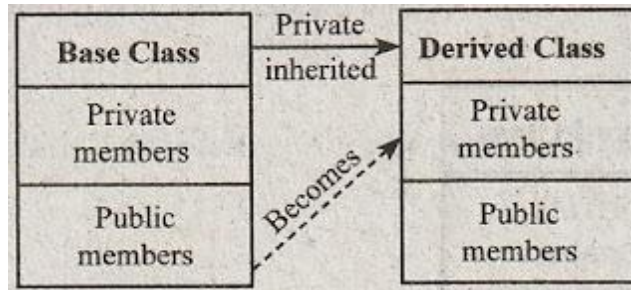 Base Class
Private
members
Public
members
Private
inherited
Becomes
Derived Class
Private
members
Public
members